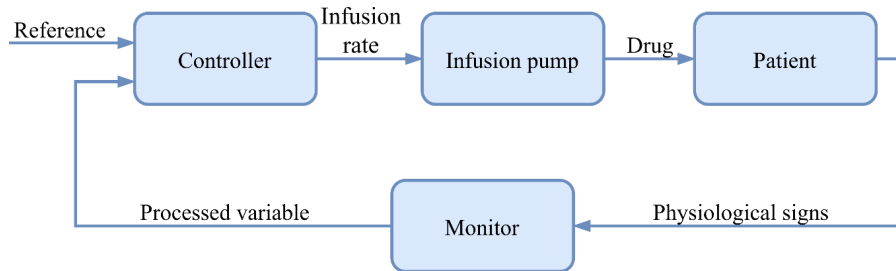 Reference
Controller
Infusion
rate
Infusion pump
Drug
Patient
Processed variable
Monitor
Physiological signs